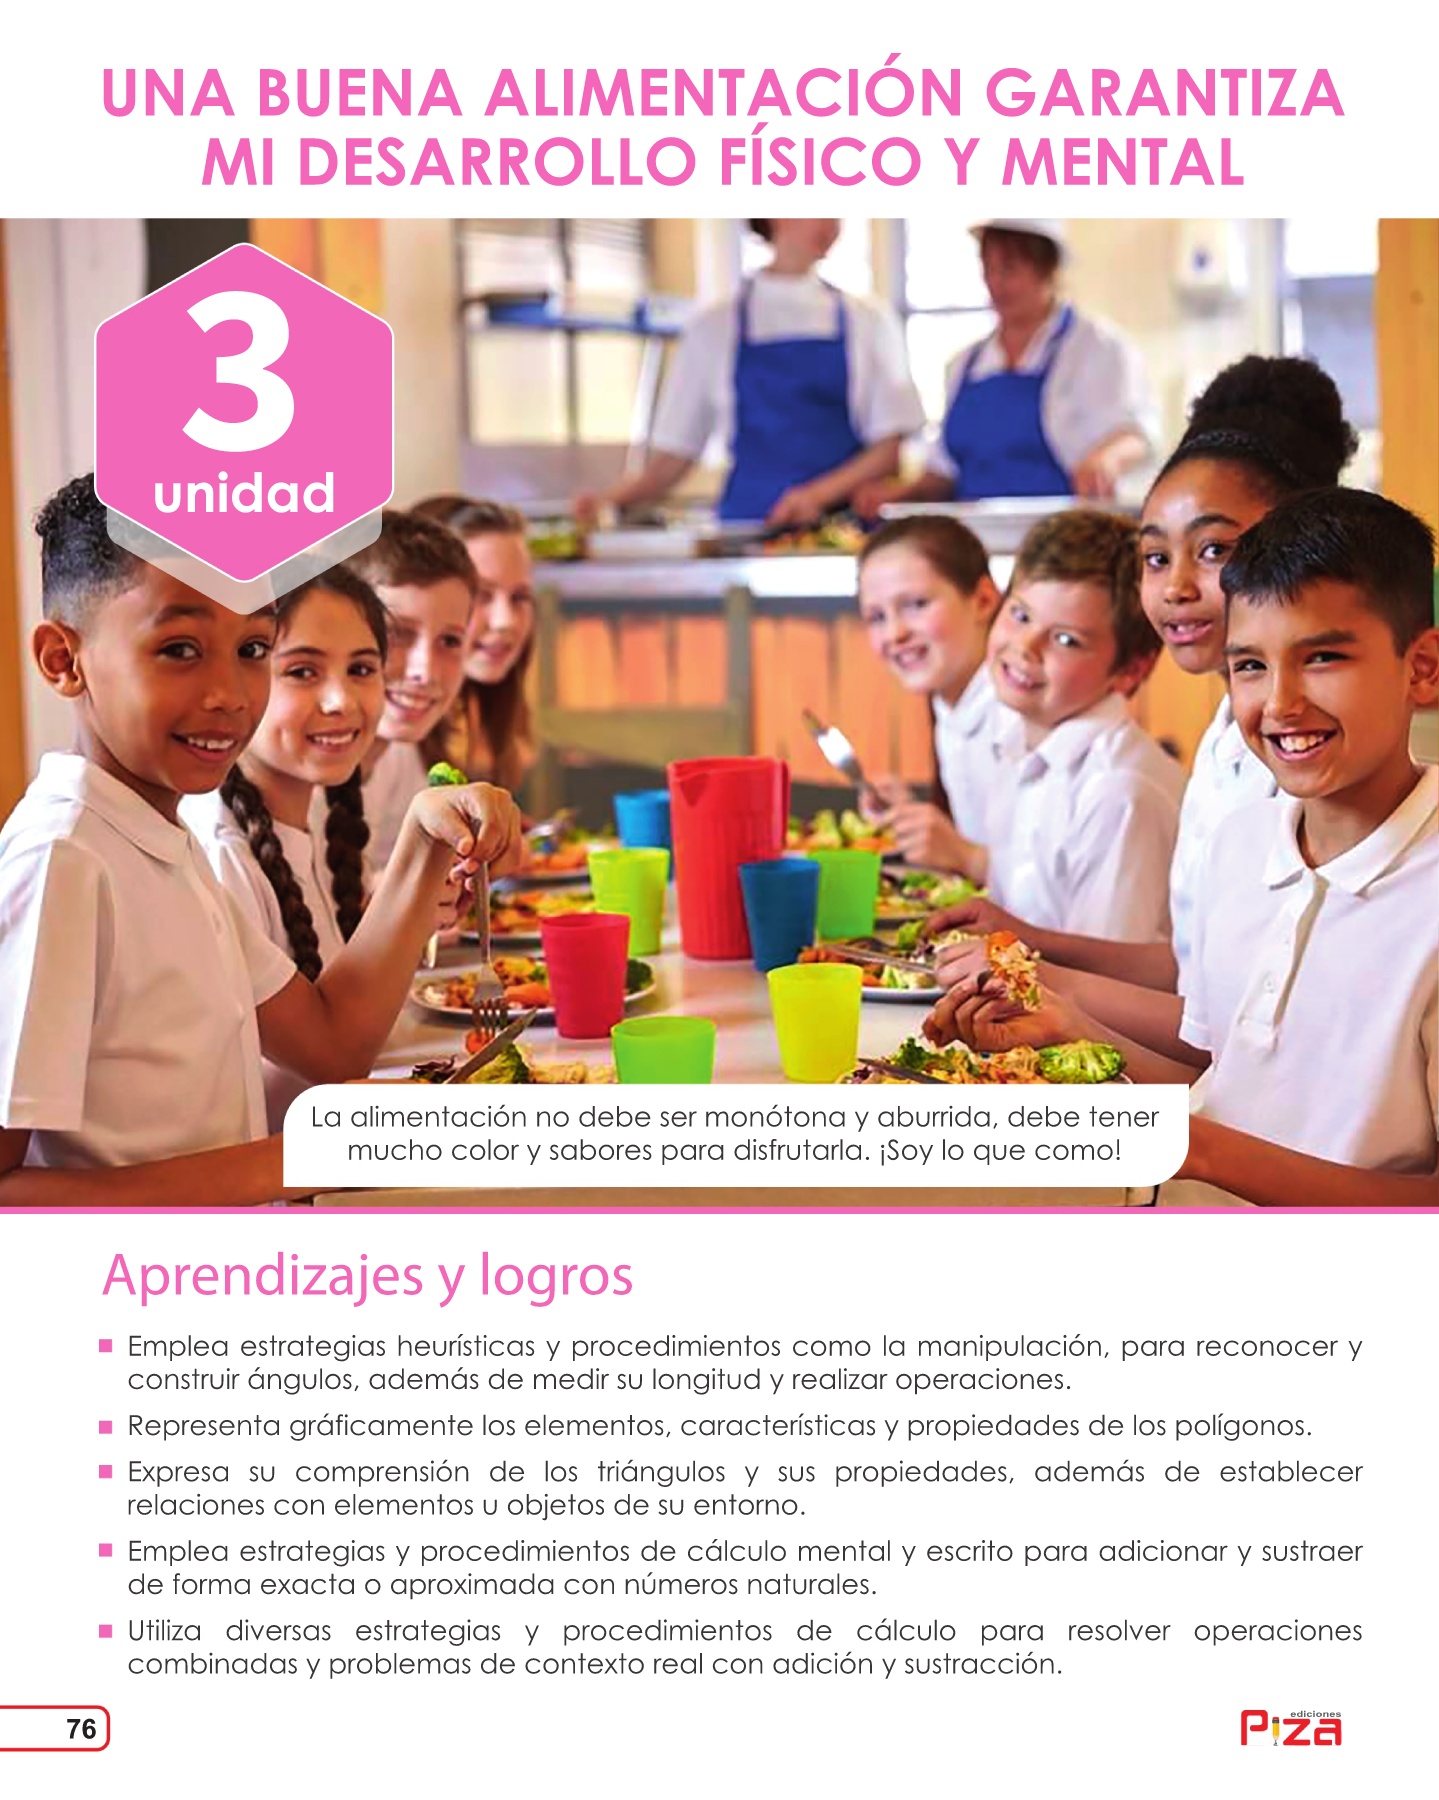 UNA BUENA ALIMENTACIÓN GARANTIZA
MI DESARROLLO FÍSICO Y MENTAL
3
unidad
La alimentación no debe ser monótona y aburrida, debe tener
mucho color y sabores para disfrutarla. ¡Soy lo que como!
Aprendizajes y logros
Emplea estrategias heurísticas y procedimientos como la manipulación, para reconocer y
construir ángulos, además de medir su longitud y realizar operaciones.
Representa gráficamente los elementos, características y propiedades de los polígonos.
Expresa su comprensión de los triángulos y sus propiedades, además de establecer
relaciones con elementos u objetos de su entorno.
Emplea estrategias y procedimientos de cálculo mental y escrito para adicionar y sustraer
de forma exacta o aproximada con números naturales.
Utiliza diversas estrategias y procedimientos de cálculo para resolver operaciones
combinadas y problemas de contexto real con adición y sustracción.
76
ediciones
Piza